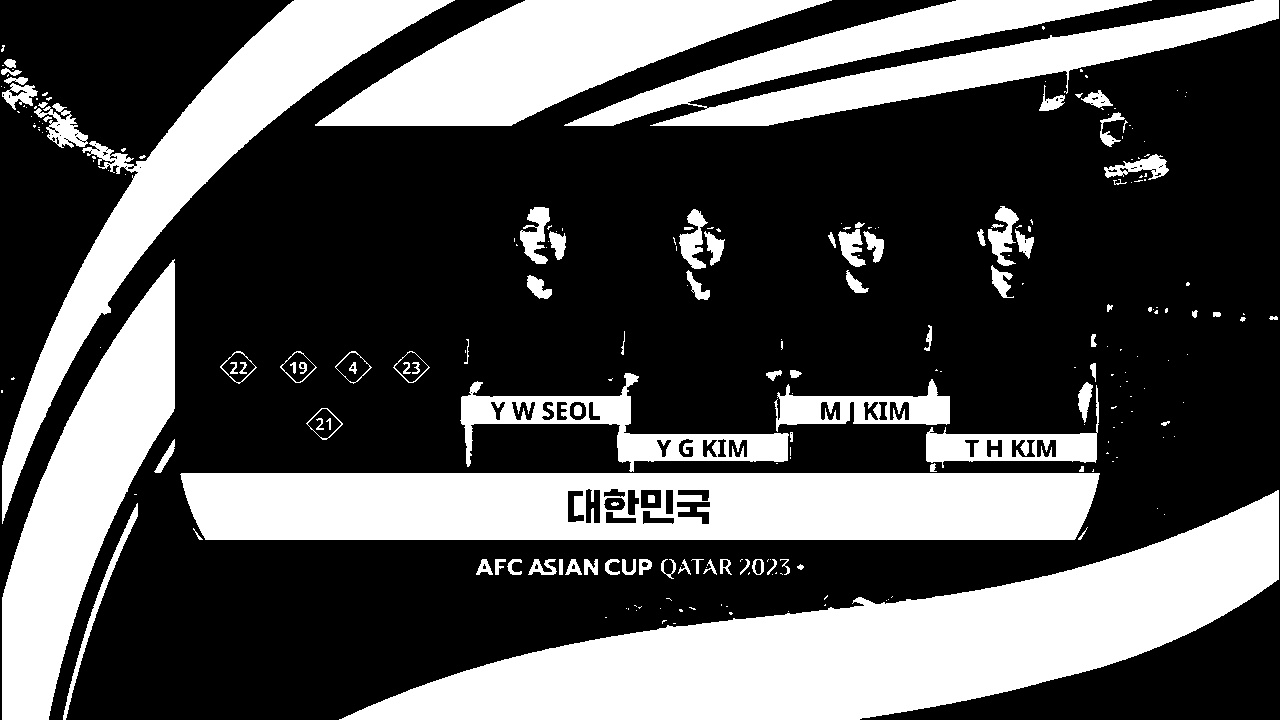 22 19 4 23
21
Y W SEOL
Y G KIM
M J KIM
T H KIM
대한민국
AFC ASIAN CUP QATAR 2023